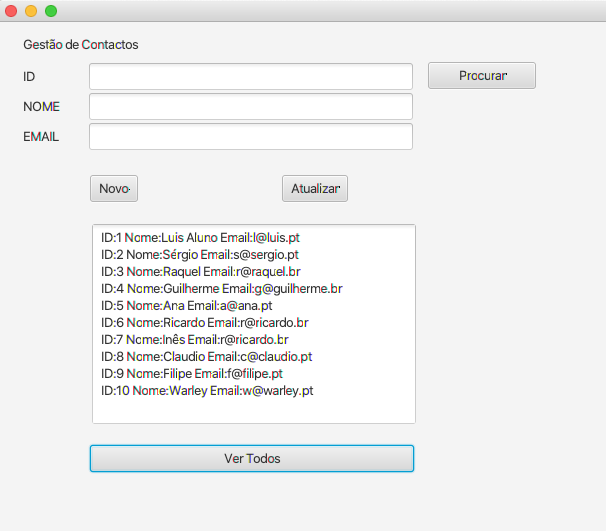 Gestão de Contactos
ID
Procurar
NOME
EMAIL
Novo
Atualizar
ID:1 Nome:Luis Aluno Email:l@luis.pt
ID:2 Nome:Sérgio Email:s@sergio.pt
ID:3 Nome:Raquel Email:r@raquel.br
ID:4 Nome:Guilherme Email:g@guilherme.br
ID:5 Nome:Ana Email:a@ana.pt
ID:6 Nome:Ricardo Email:r@ricardo.br
ID:7 Nome:Inês Email:r@ricardo.br
ID:8 Nome:Claudio Email:c@claudio.pt
ID:9 Nome:Filipe Email:f@filipe.pt
ID:10 Nome:Warley Email:w@warley.pt
Ver Todos